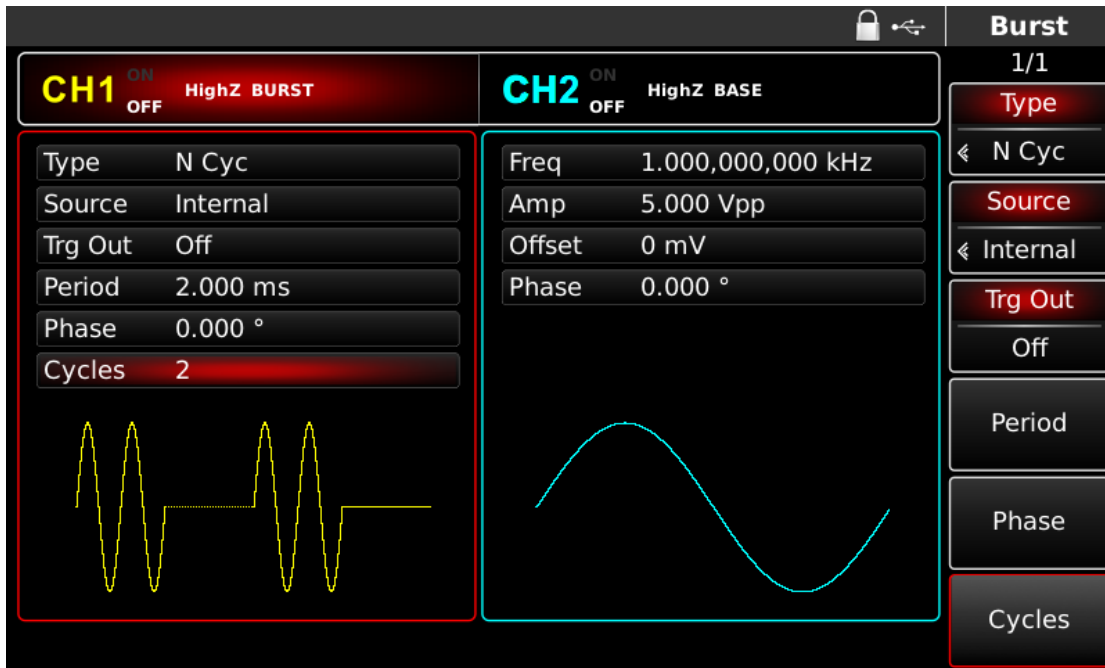 Burst
1/1
CH1 ON OFF HighZ BURST
CH2 ON OFF HighZ BASE
Type N Cyc
Source Internal
Trg Out Off
Period 2.000 ms
Phase 0.000 °
Cycles 2
Freq 1.000,000,000 kHz
Amp 5.000 Vpp
Offset 0 mV
Phase 0.000 °
Type
N Cyc
Source
Internal
Trg Out
Off
Period
Phase
Cycles